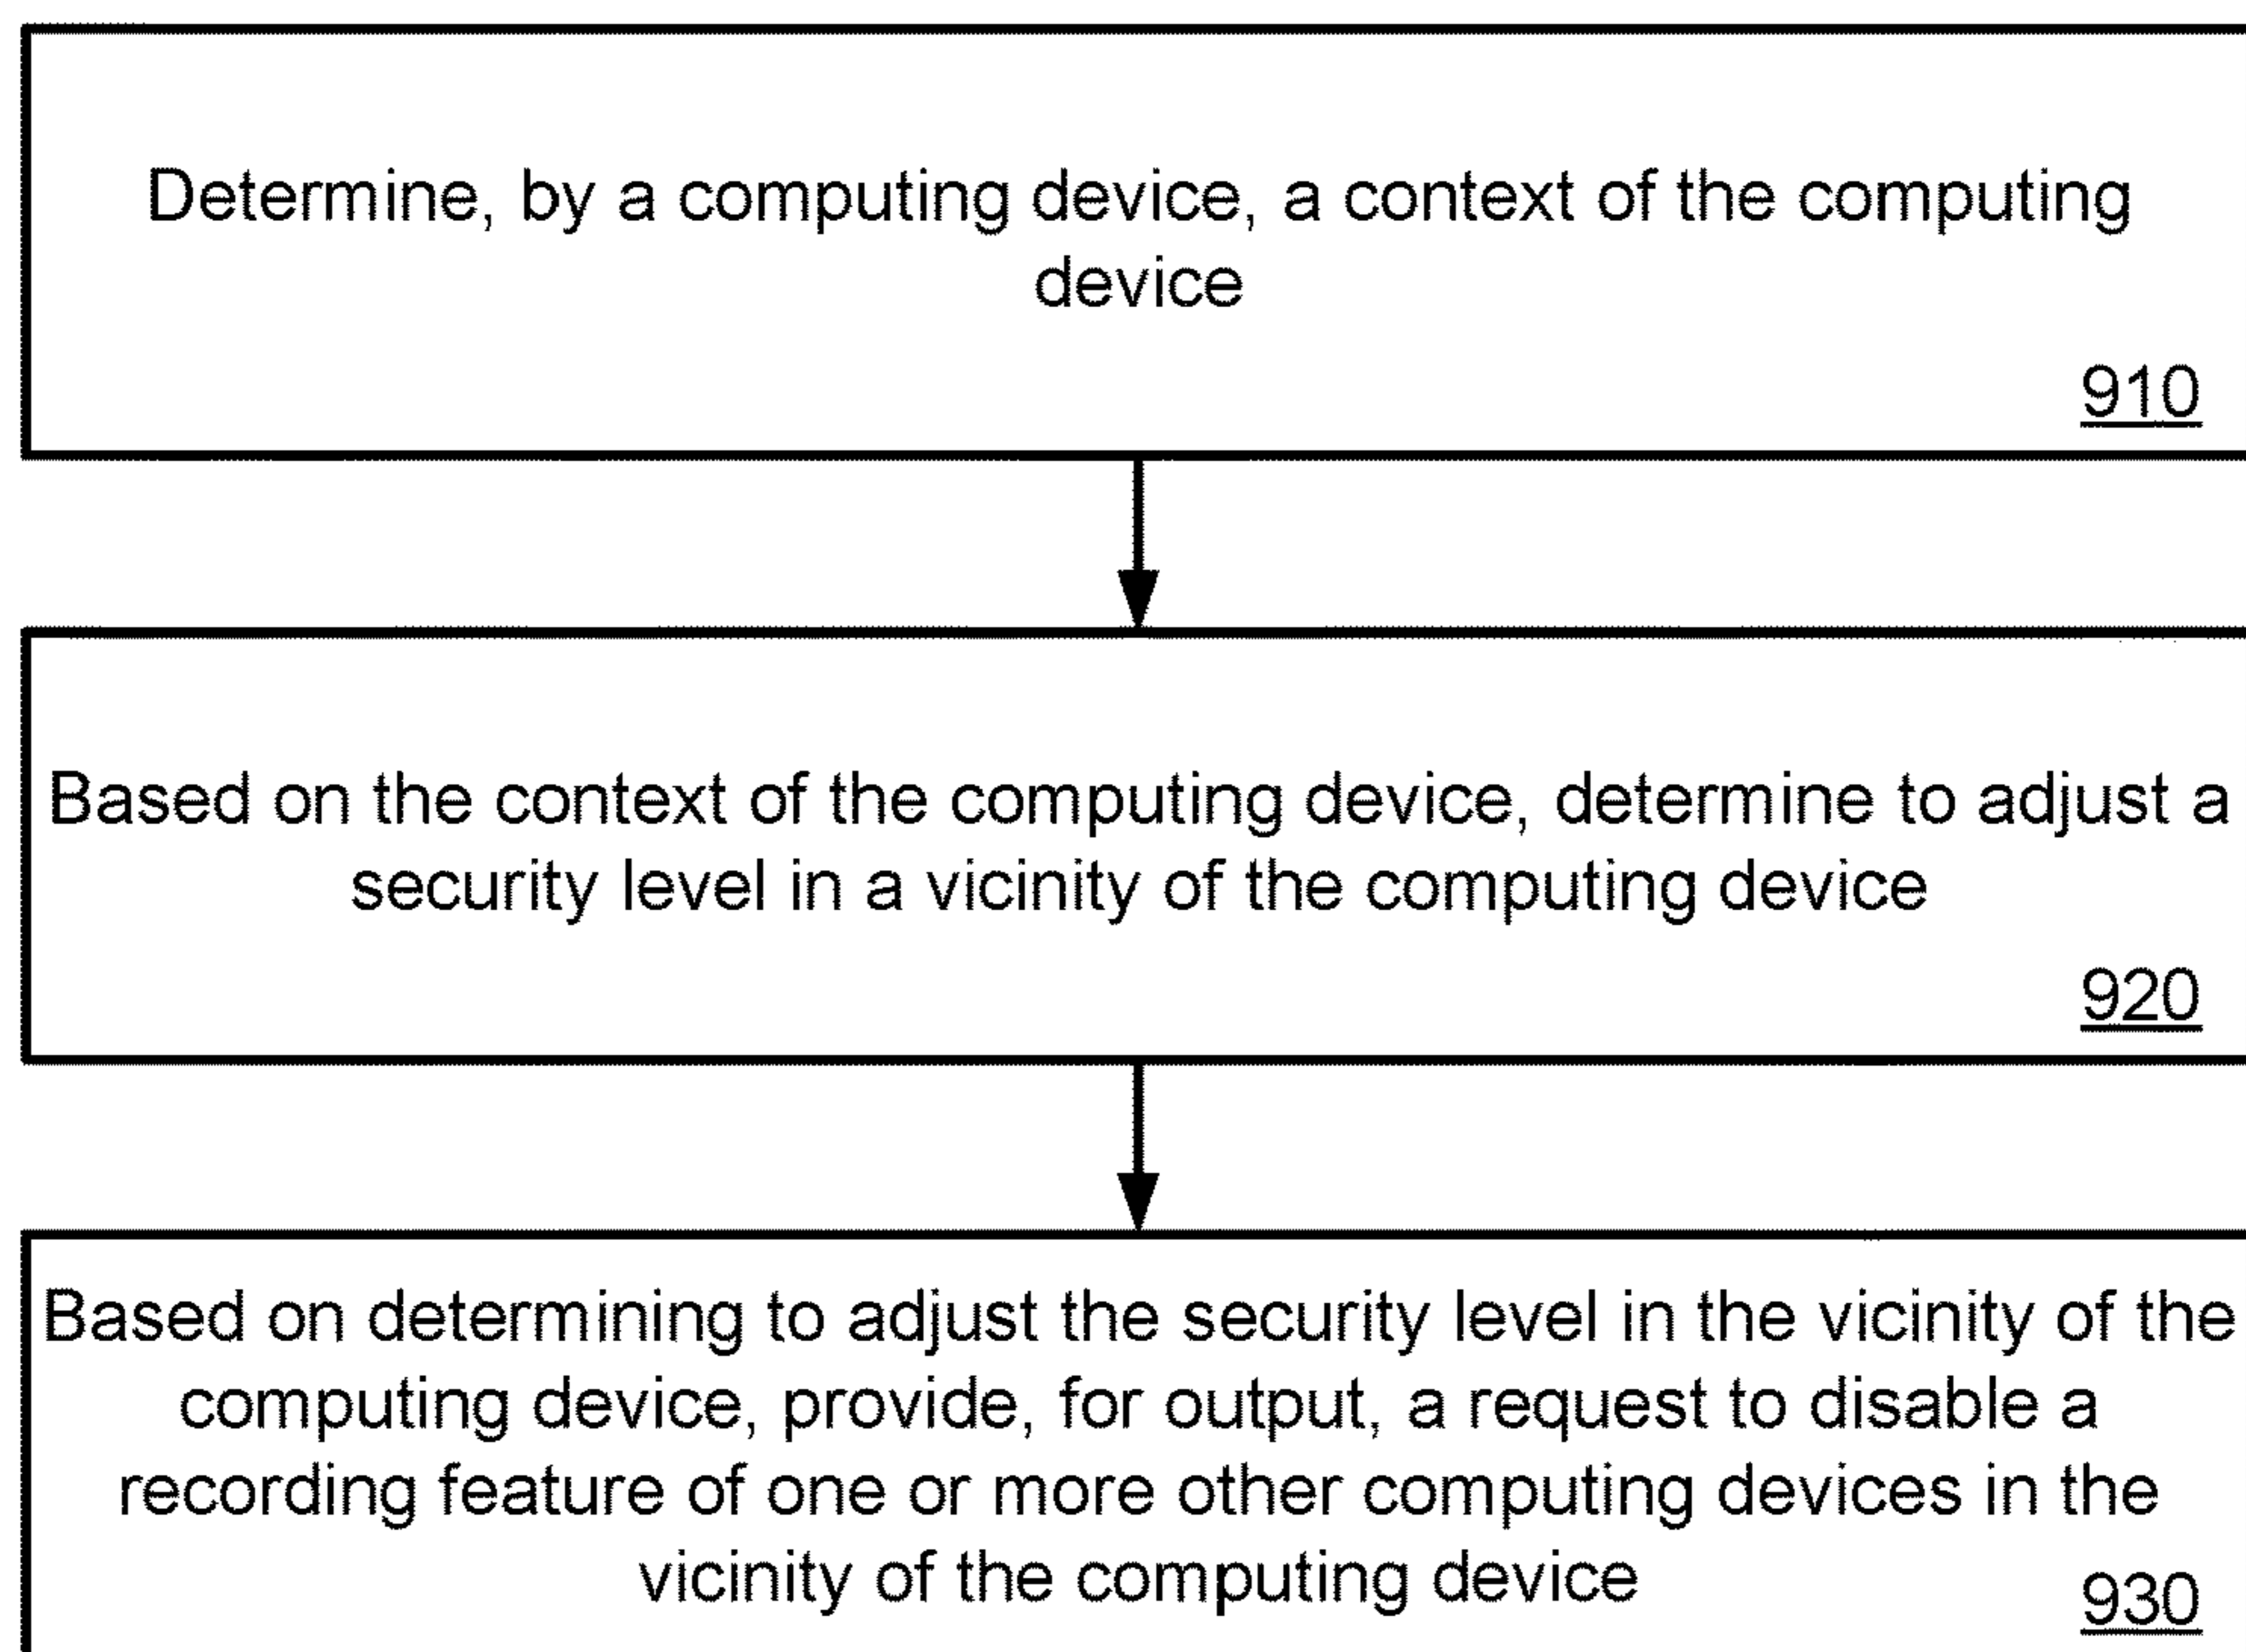 Determine, by a computing device, a context of the computing
device
910
Based on the context of the computing device, determine to adjust a
security level in a vicinity of the computing device
920
Based on determining to adjust the security level in the vicinity of the
computing device, provide, for output, a request to disable a
recording feature of one or more other computing devices in the
vicinity of the computing device
930